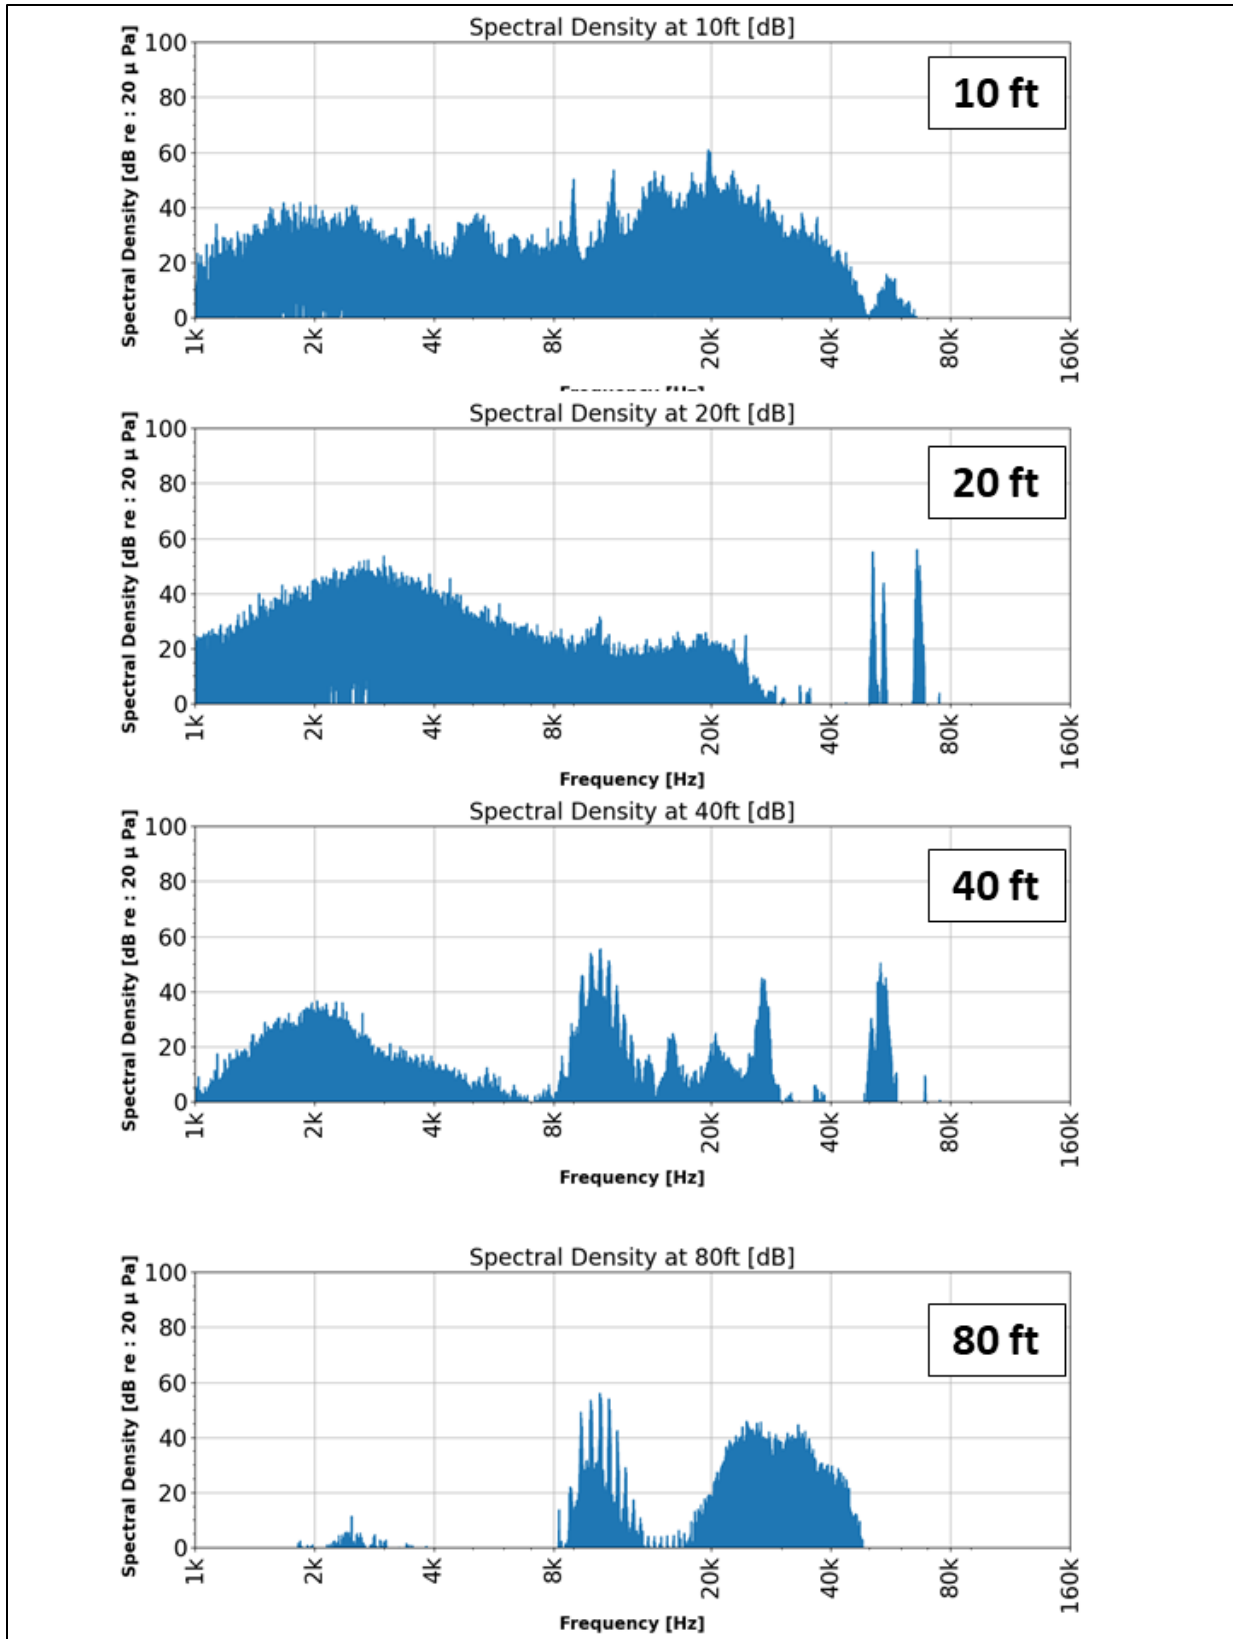 Spectral Density at 10ft [dB]
Spectral Density [dB re : 20 µ Pa]
100
80
60
40
20
0
10 ft
1k 2k 4k 8k 20k 40k 80k 160k
Frequency [Hz]
Spectral Density at 20ft [dB]
Spectral Density [dB re : 20 µ Pa]
100
80
60
40
20
0
20 ft
1k 2k 4k 8k 20k 40k 80k 160k
Frequency [Hz]
Spectral Density at 40ft [dB]
Spectral Density [dB re : 20 µ Pa]
100
80
60
40
20
0
40 ft
1k 2k 4k 8k 20k 40k 80k 160k
Frequency [Hz]
Spectral Density at 80ft [dB]
Spectral Density [dB re : 20 µ Pa]
100
80
60
40
20
0
80 ft
1k 2k 4k 8k 20k 40k 80k 160k
Frequency [Hz]